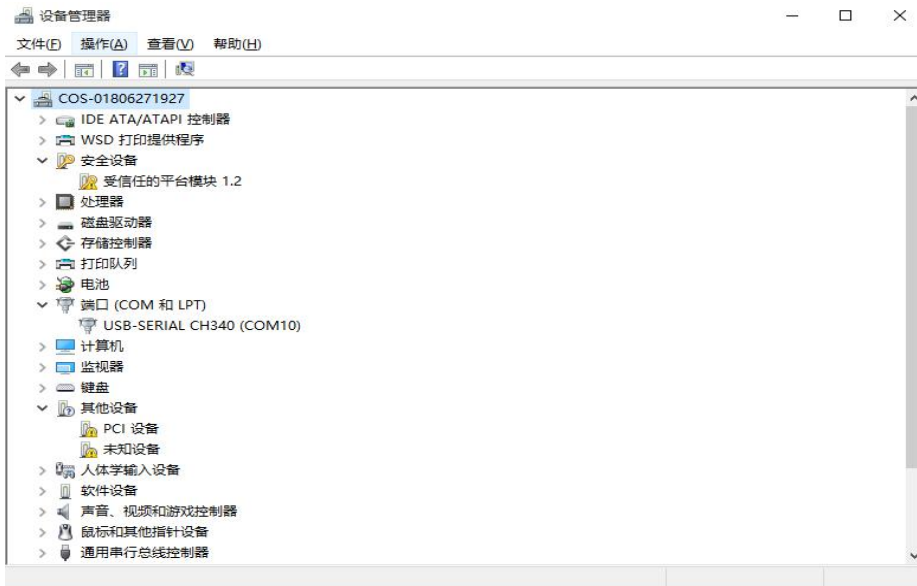 设备管理器
文件(F) 操作(A) 查看(V) 帮助(H)
COS-01806271927
IDE ATA/ATAPI 控制器
WSD 打印提供程序
安全设备
受信任的平台模块 1.2
处理器
磁盘驱动器
存储控制器
打印队列
电池
端口 (COM 和 LPT)
USB-SERIAL CH340 (COM10)
计算机
监视器
键盘
其他设备
PCI 设备
未知设备
人体学输入设备
软件设备
声音、视频和游戏控制器
鼠标和其他指针设备
通用串行总线控制器